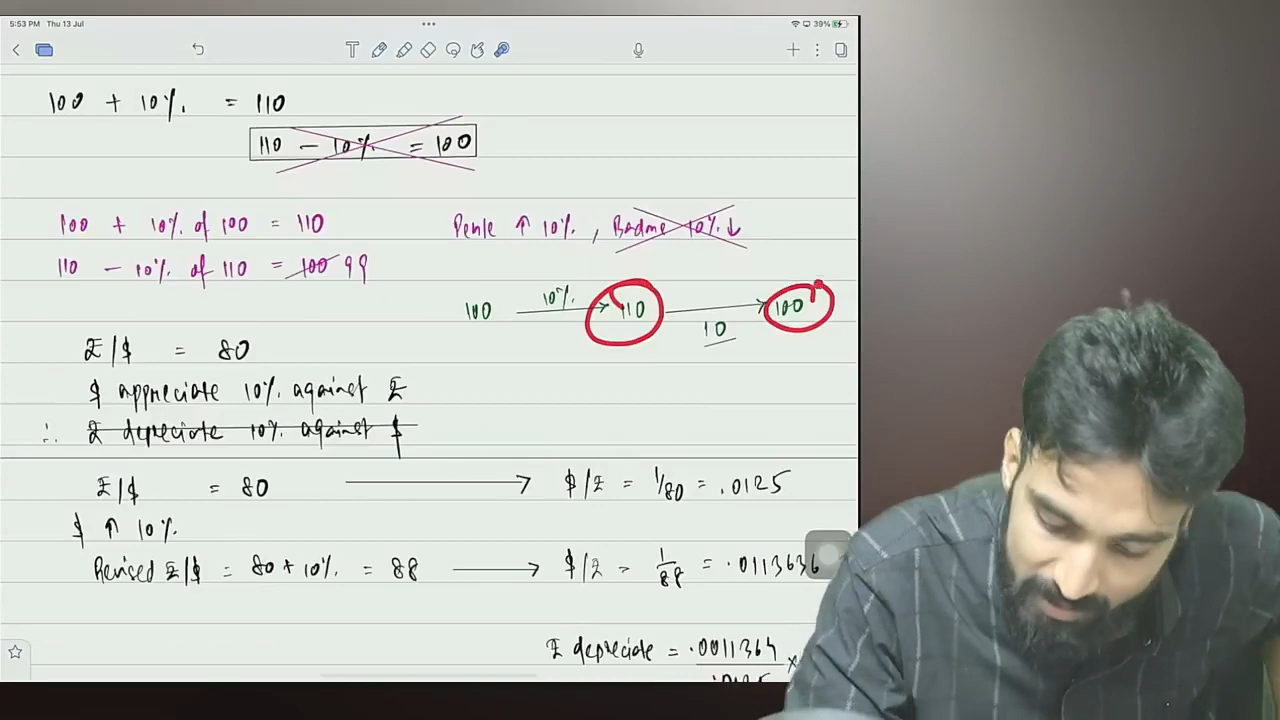 5:53 PM Thu 13 Jul
39%
100 + 10% = 110
110 - 10% = 100
100 + 10% of 100 = 110 Pehle ↑ 10%, Badme 10% ↓
110 - 10% of 110 = 100 99
100 10% 110 10 100
₹/$ = 80
$ appreciate 10% against ₹
∴ ₹ depreciate 10% against $
₹/$ = 80 → $/₹ = 1/80 = .0125
$ ↑ 10%
Revised ₹/$ = 80 + 10% = 88 → $/₹ = 1/88 = .0113636
₹ depreciate = .0011364 ×
.0125